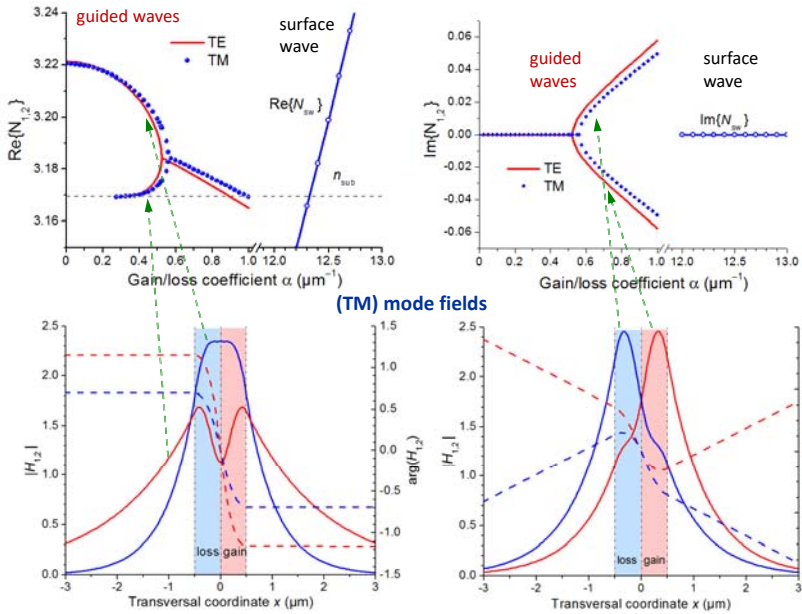 guided waves
surface
wave
TE
TM
Re{N_sw}
n_sub
Re{N_1,2}
3.22
3.20
3.18
3.16
0.0
0.2
0.4
0.6
0.8
1.0
12.0
12.5
13.0
Gain/loss coefficient α (μm⁻¹)
guided
waves
surface
wave
Im{N_sw}
TE
TM
Im{N_1,2}
0.06
0.04
0.02
0.00
-0.02
-0.04
-0.06
0.0
0.2
0.4
0.6
0.8
1.0
12.0
12.5
13.0
Gain/loss coefficient α (μm⁻¹)
(TM) mode fields
|H_1,2|
2.5
2.0
1.5
1.0
0.5
0.0
loss
gain
arg(H_1,2)
1.5
1.0
0.5
0.0
-0.5
-1.0
-1.5
-3
-2
-1
0
1
2
3
Transversal coordinate x (μm)
|H_1,2|
2.5
2.0
1.5
1.0
0.5
0.0
loss
gain
-3
-2
-1
0
1
2
3
Transversal coordinate x (μm)